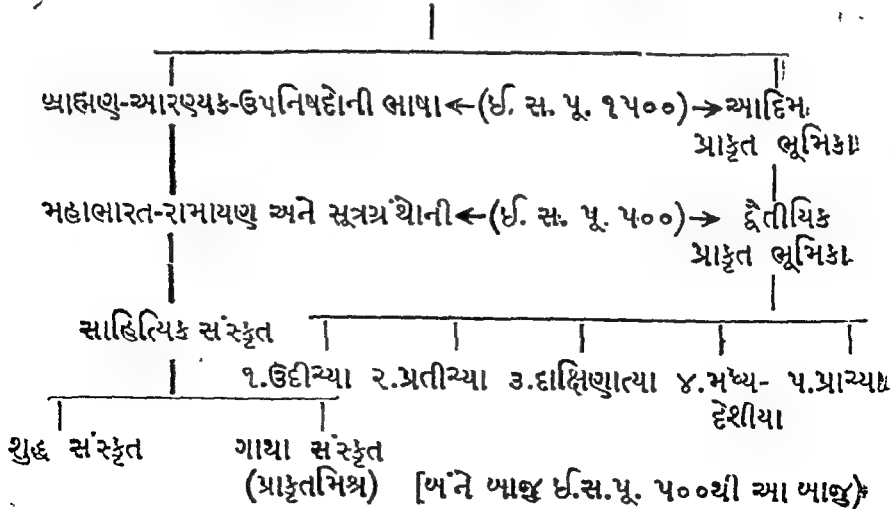 બ્રાહ્મણ-આરણ્યક-ઉપનિષદોની ભાષા ←(ઈ. સ. પૂ. ૧૫૦૦)→ આદિમ
પ્રાકૃત ભૂમિકા
મહાભારત-રામાયણ અને સૂત્રગ્રંથોની ←(ઈ. સ. પૂ. ૫૦૦)→ દ્વૈતીયિક
પ્રાકૃત ભૂમિકા
સાહિત્યિક સંસ્કૃત
૧.ઉદીચ્યા ૨.પ્રતીચ્યા ૩.દાક્ષિણાત્યા ૪.મધ્ય- ૫.પ્રાચ્યા
દેશીયા
શુદ્ધ સંસ્કૃત ગાથા સંસ્કૃત
(પ્રાકૃતમિશ્ર) [બંને બાજુ ઈ.સ.પૂ. ૫૦૦થી આ બાજુ)